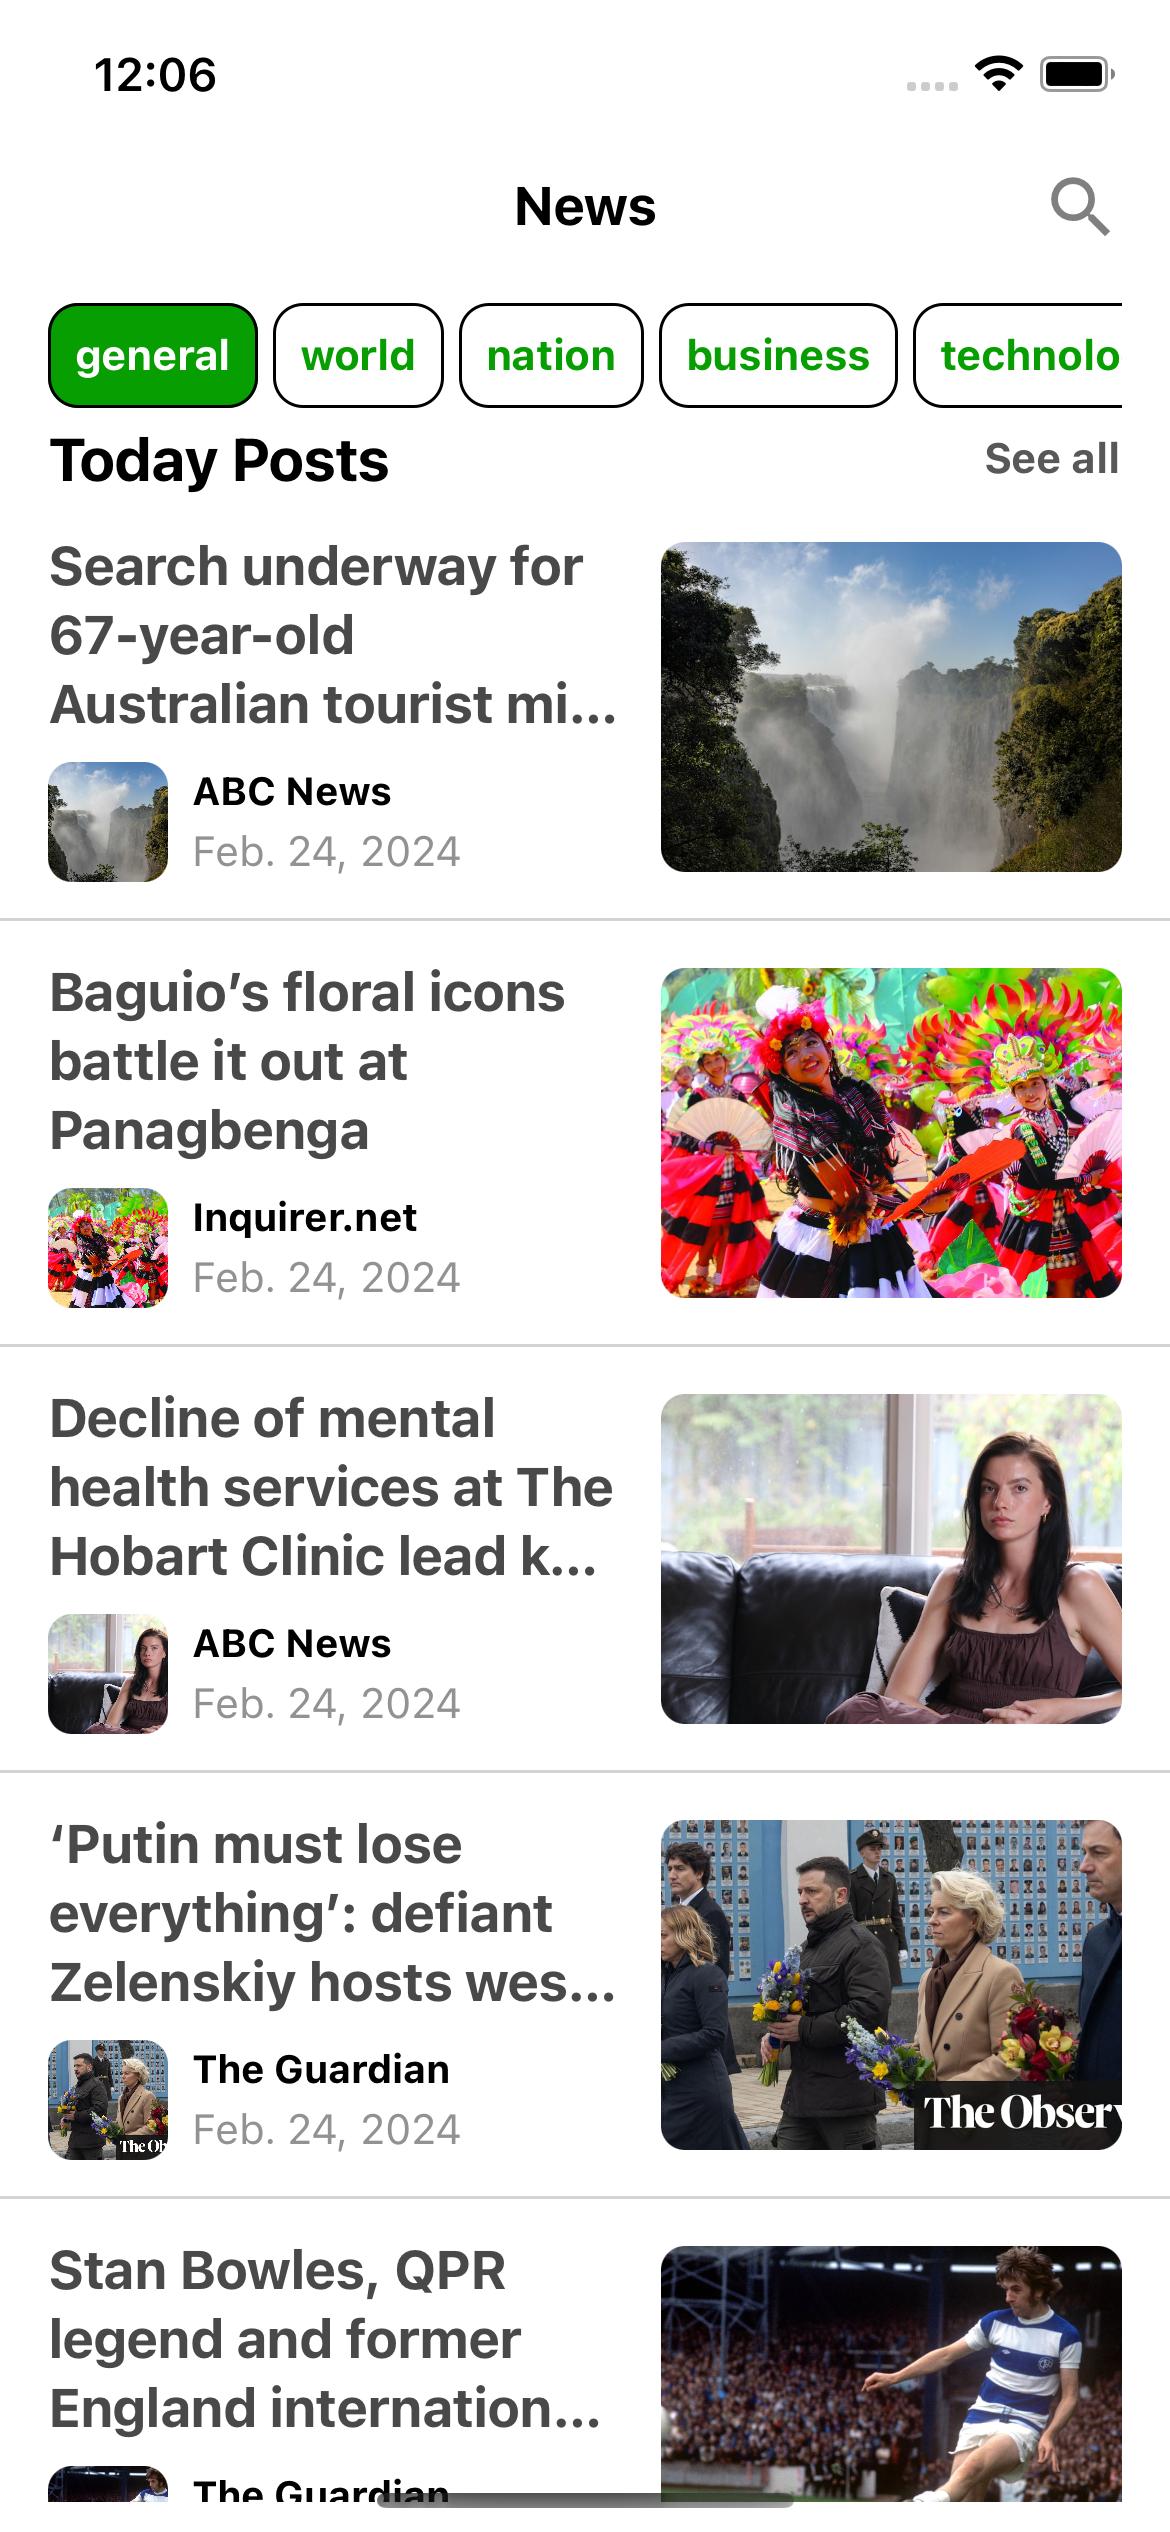 12:06
News
general
world
nation
business
technolo
Today Posts
See all
Search underway for
67-year-old
Australian tourist mi...
ABC News
Feb. 24, 2024
Baguio’s floral icons
battle it out at
Panagbenga
Inquirer.net
Feb. 24, 2024
Decline of mental
health services at The
Hobart Clinic lead k...
ABC News
Feb. 24, 2024
‘Putin must lose
everything’: defiant
Zelenskiy hosts wes...
The Guardian
Feb. 24, 2024
The Ob
The Observ
Stan Bowles, QPR
legend and former
England internation...
The Guardian